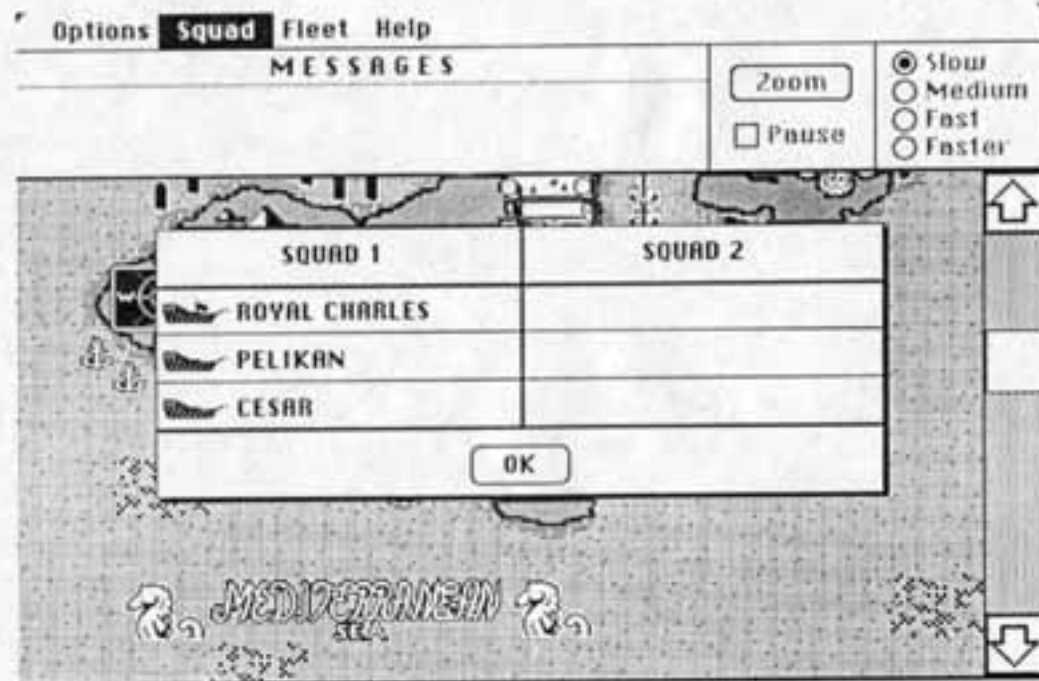 Options Squad Fleet Help
MESSAGES
Zoom
Pause
Slow
Medium
Fast
Faster
SQUAD 1 SQUAD 2
W
ROYAL CHARLES
PELIKAN
CESAR
OK
MEDITERRANEAN
SEA